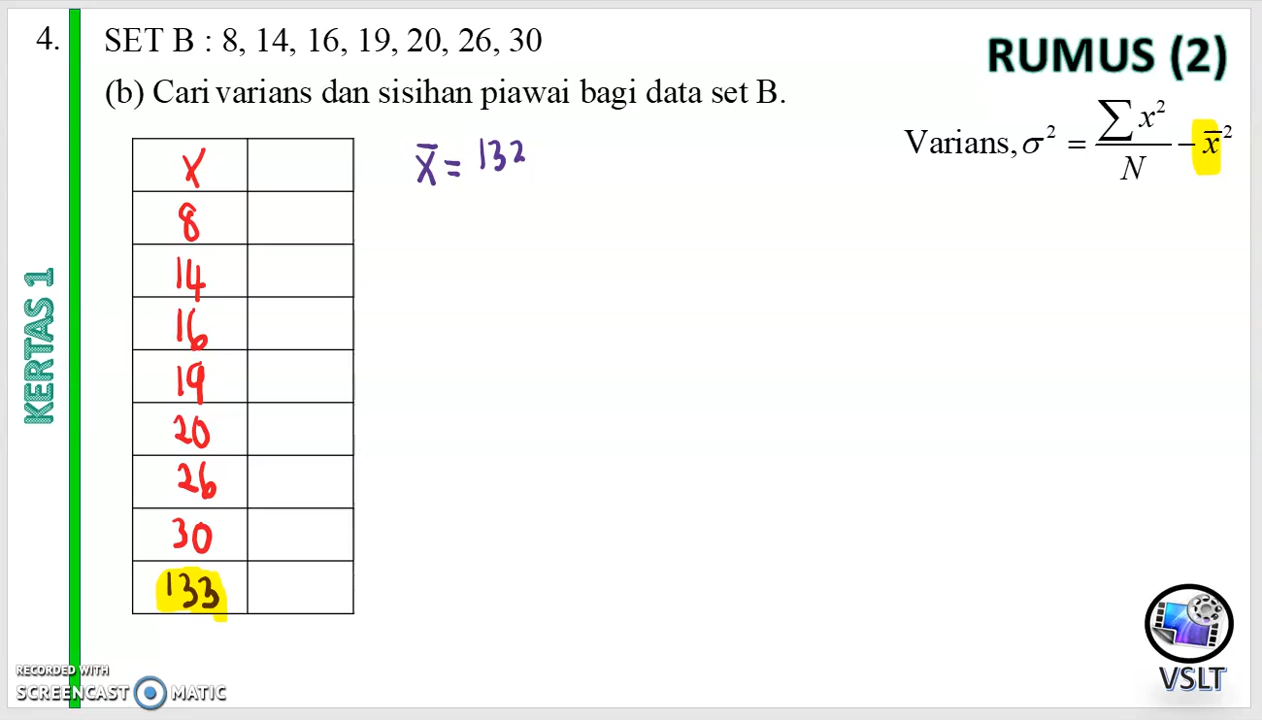 4. SET B : 8, 14, 16, 19, 20, 26, 30
RUMUS (2)
(b) Cari varians dan sisihan piawai bagi data set B.
Varians, σ² = ∑x²/N − x̄²
x
8
14
16
19
20
26
30
133
x̄ = 132
KERTAS 1
RECORDED WITH
SCREENCAST MATIC
VSLT